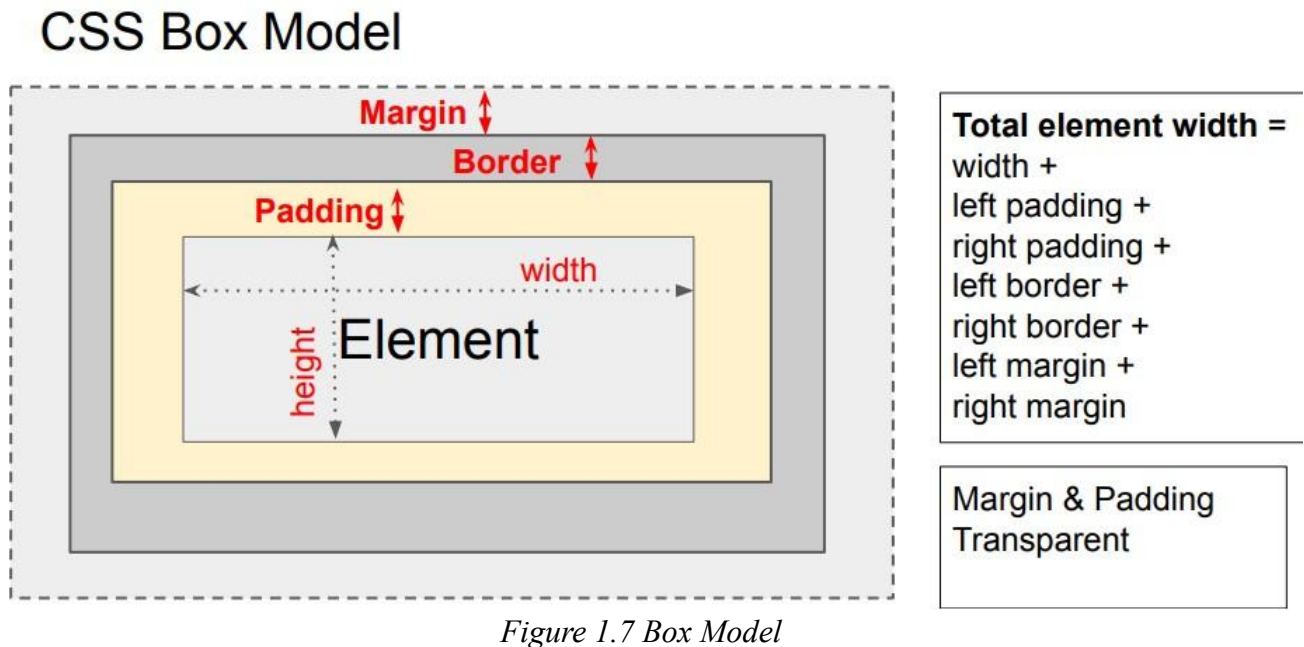 CSS Box Model
Margin
Border
Padding
width
height
Element
Total element width =
width +
left padding +
right padding +
left border +
right border +
left margin +
right margin
Margin & Padding
Transparent
Figure 1.7 Box Model